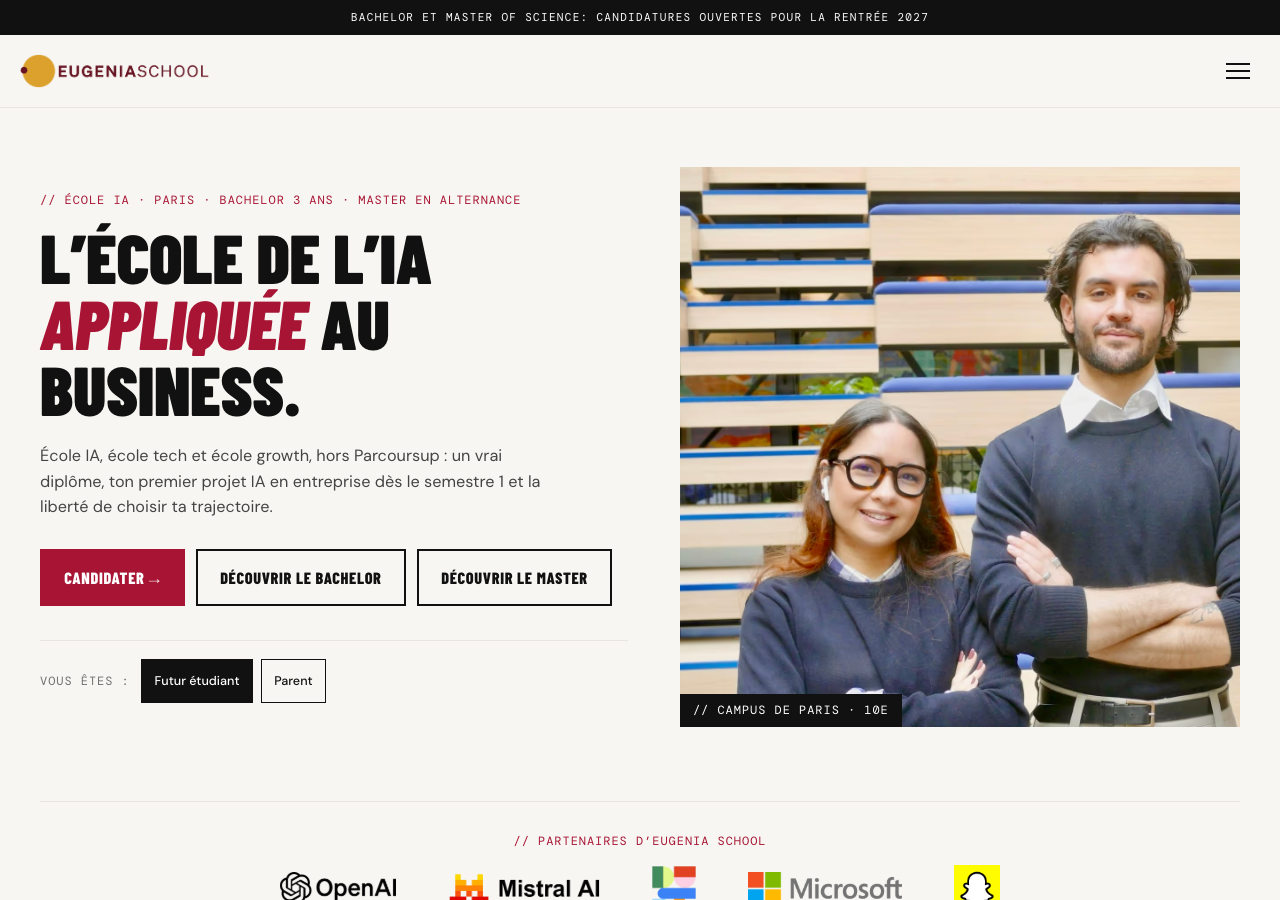 BACHELOR ET MASTER OF SCIENCE: CANDIDATURES OUVERTES POUR LA RENTRÉE 2027
EUGENIASCHOOL
// ÉCOLE IA · PARIS · BACHELOR 3 ANS · MASTER EN ALTERNANCE
L’ÉCOLE DE L’IA
APPLIQUÉE AU
BUSINESS.
École IA, école tech et école growth, hors Parcoursup : un vrai
diplôme, ton premier projet IA en entreprise dès le semestre 1 et la
liberté de choisir ta trajectoire.
CANDIDATER →
DÉCOUVRIR LE BACHELOR
DÉCOUVRIR LE MASTER
VOUS ÊTES :
Futur étudiant
Parent
// CAMPUS DE PARIS · 10E
// PARTENAIRES D’EUGENIA SCHOOL
OpenAI
Mistral AI
Microsoft